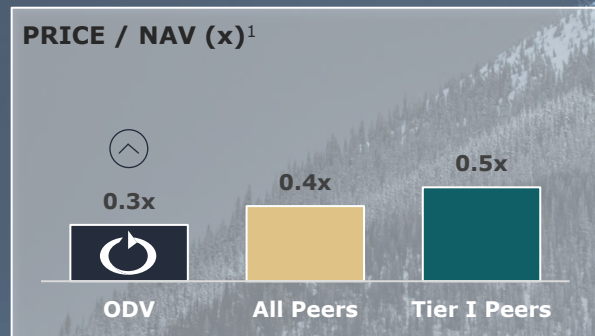 PRICE / NAV (x)1
0.3x
0.4x
0.5x
ODV
All Peers
Tier I Peers